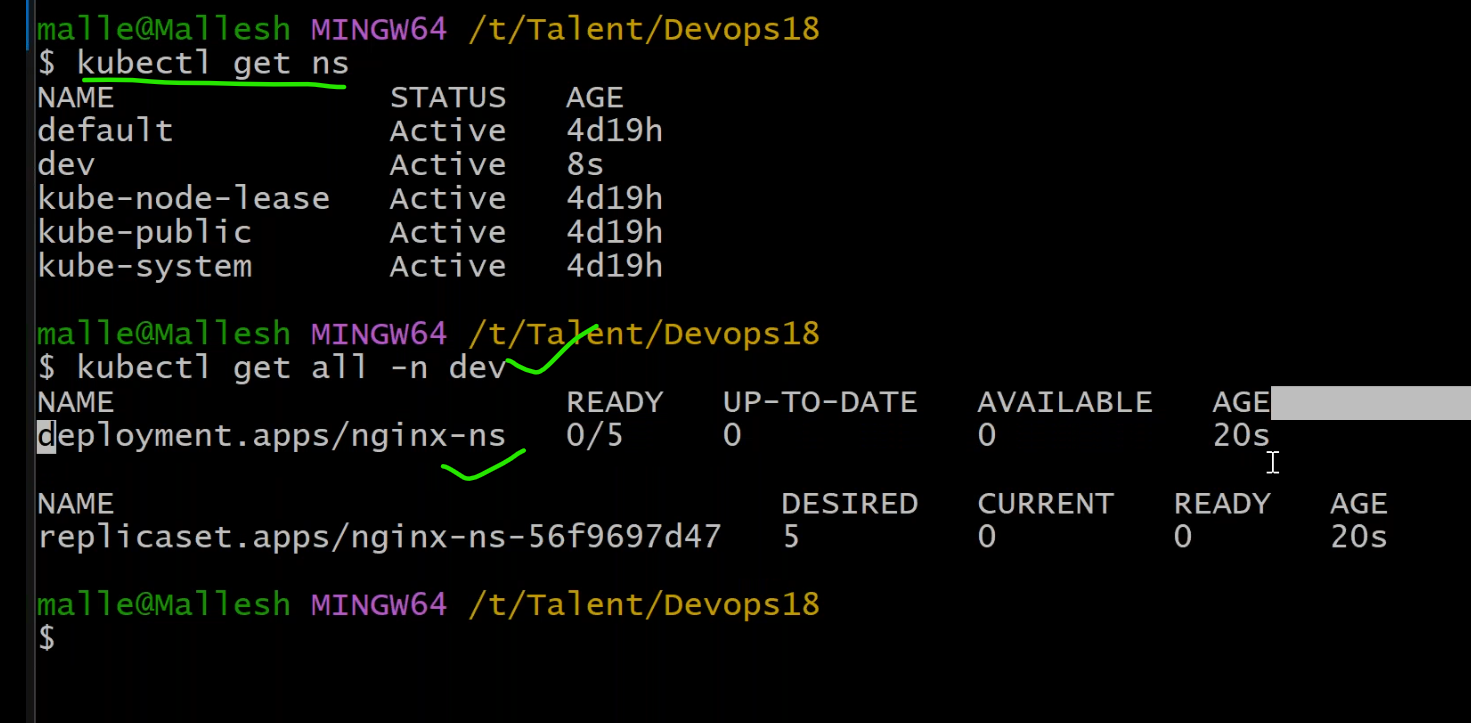 malle@Mallesh MINGW64 /t/Talent/Devops18
$ kubectl get ns
NAME STATUS AGE
default Active 4d19h
dev Active 8s
kube-node-lease Active 4d19h
kube-public Active 4d19h
kube-system Active 4d19h
malle@Mallesh MINGW64 /t/Talent/Devops18
$ kubectl get all -n dev
NAME READY UP-TO-DATE AVAILABLE AGE
deployment.apps/nginx-ns 0/5 0 0 20s
NAME DESIRED CURRENT READY AGE
replicaset.apps/nginx-ns-56f9697d47 5 0 0 20s
malle@Mallesh MINGW64 /t/Talent/Devops18
$